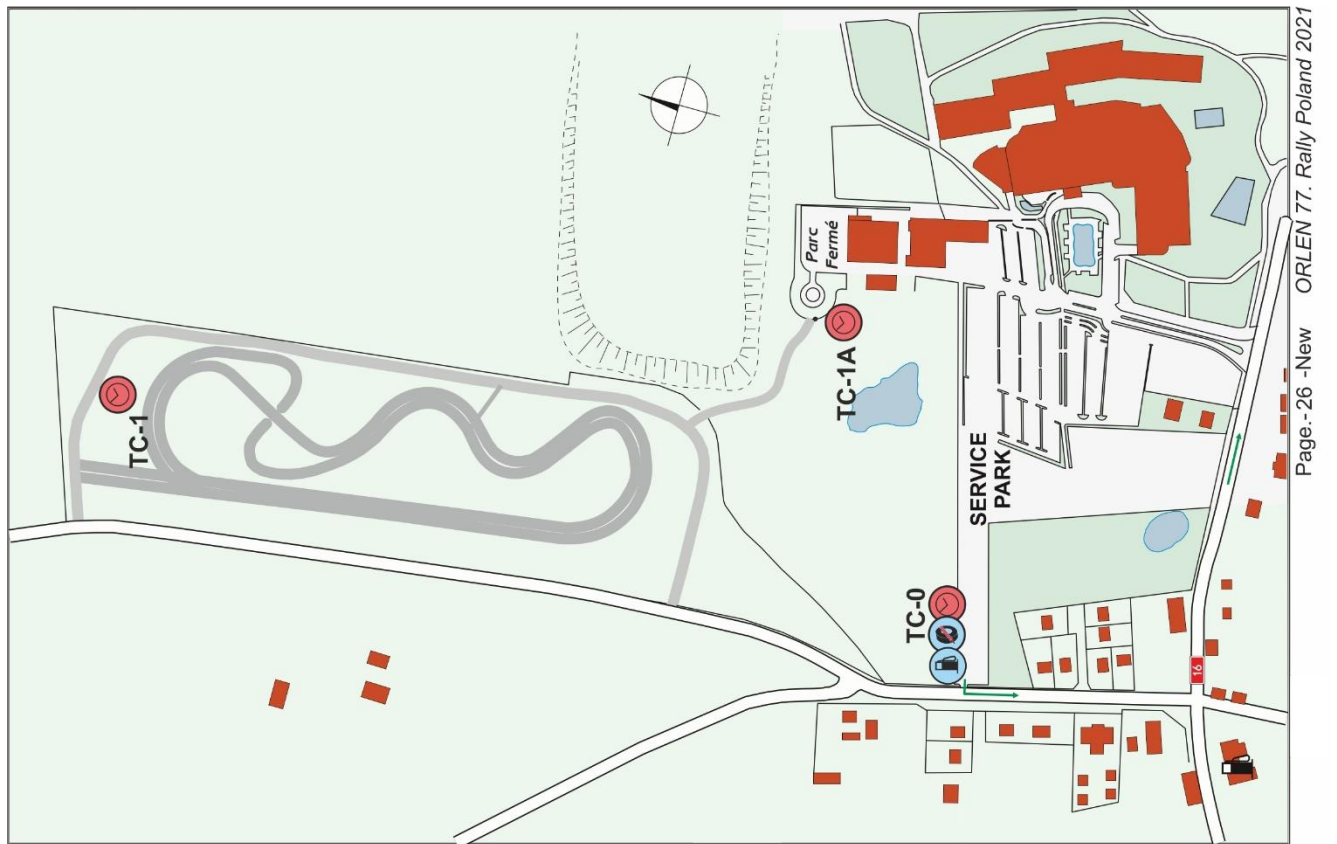 TC-1
TC-1A
Parc
Fermé
SERVICE
PARK
TC-0
16
Page.- 26 -New ORLEN 77. Rally Poland 2021